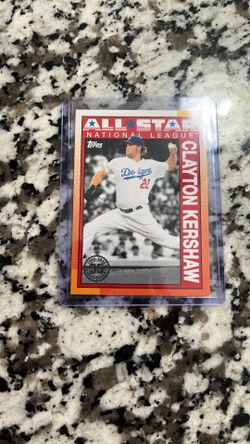 ALL STAR
NATIONAL LEAGUE
Topps
CLAYTON KERSHAW
Dodgers
22